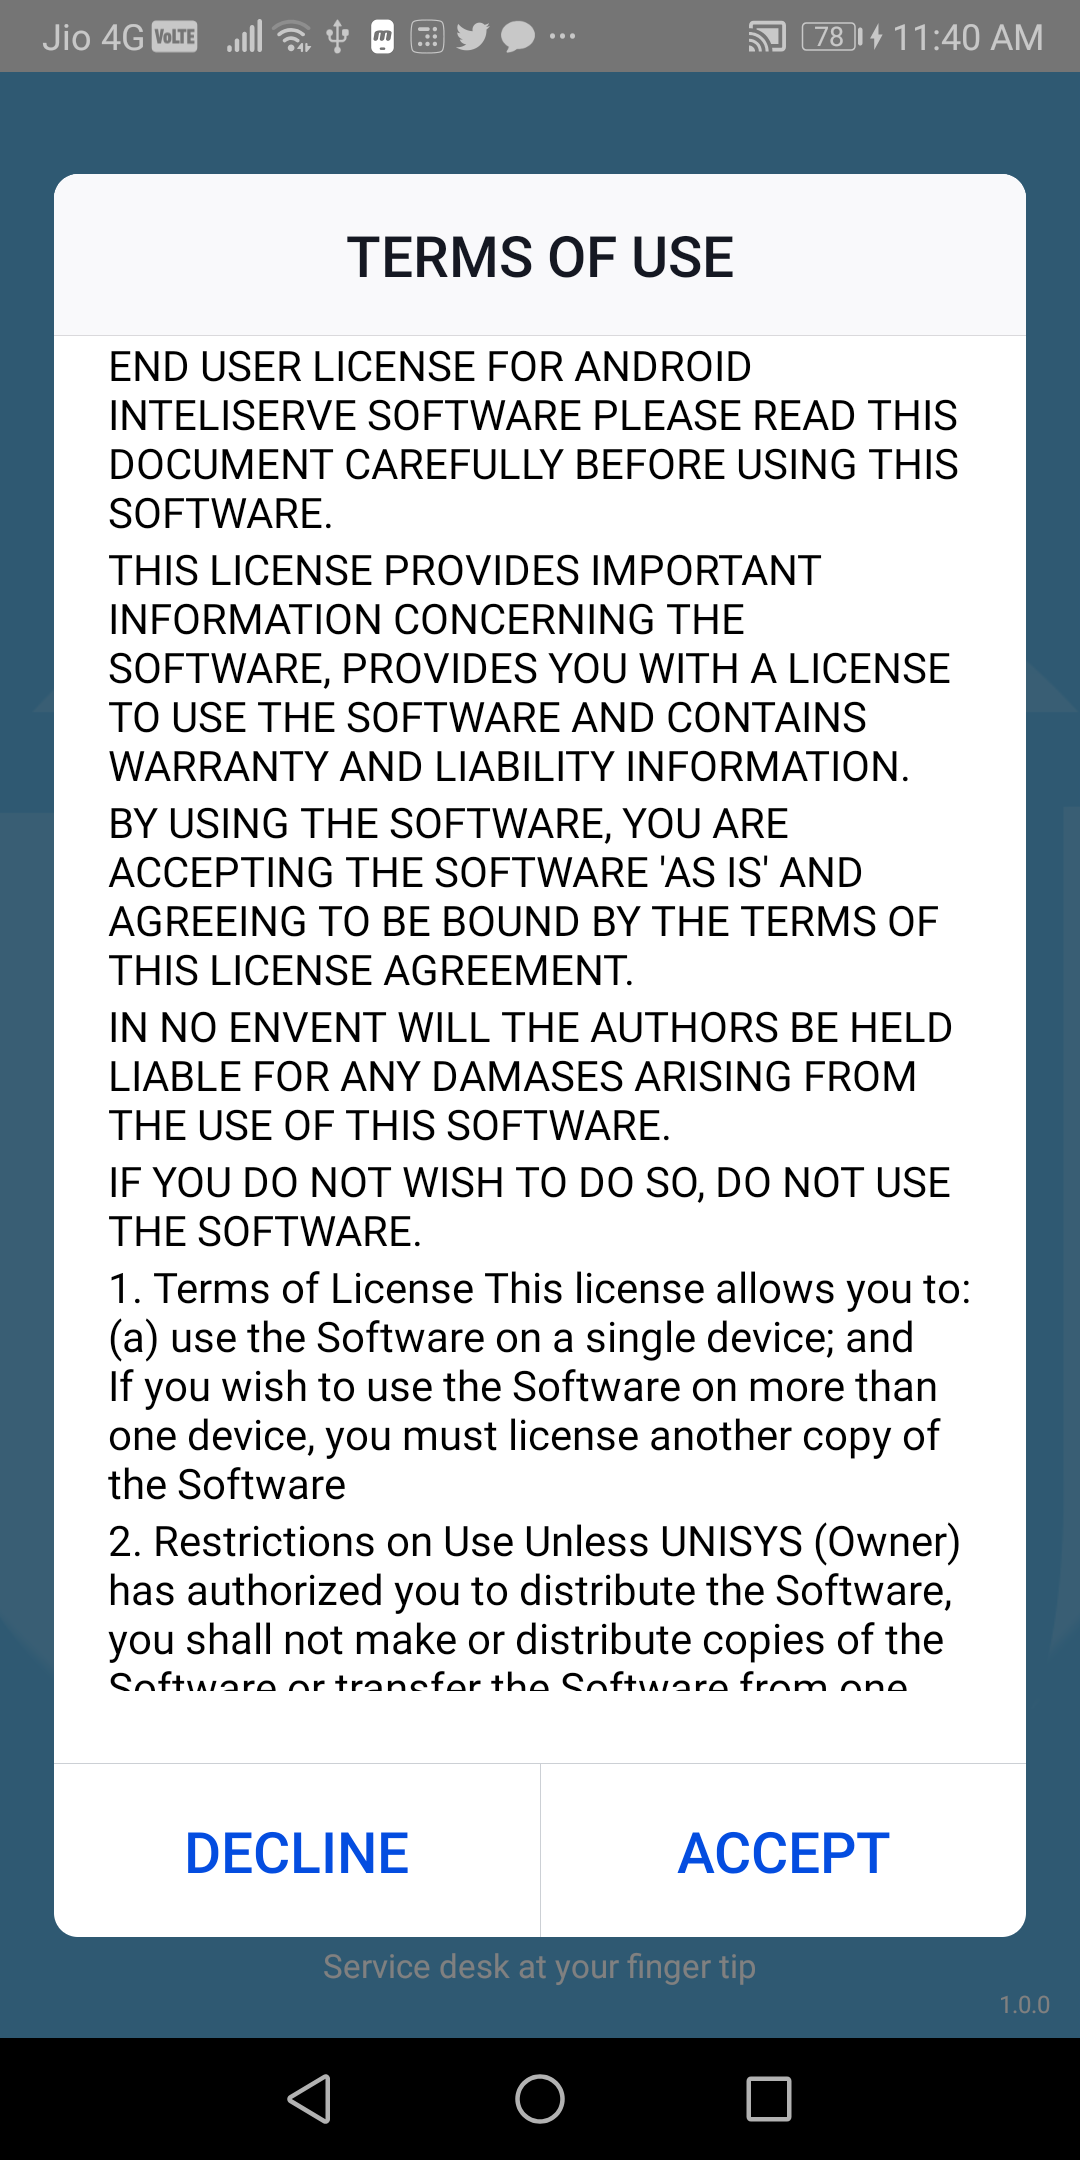 Jio 4G VoLTE 78 11:40 AM
TERMS OF USE
END USER LICENSE FOR ANDROID
INTELISERVE SOFTWARE PLEASE READ THIS
DOCUMENT CAREFULLY BEFORE USING THIS
SOFTWARE.
THIS LICENSE PROVIDES IMPORTANT
INFORMATION CONCERNING THE
SOFTWARE, PROVIDES YOU WITH A LICENSE
TO USE THE SOFTWARE AND CONTAINS
WARRANTY AND LIABILITY INFORMATION.
BY USING THE SOFTWARE, YOU ARE
ACCEPTING THE SOFTWARE 'AS IS' AND
AGREEING TO BE BOUND BY THE TERMS OF
THIS LICENSE AGREEMENT.
IN NO ENVENT WILL THE AUTHORS BE HELD
LIABLE FOR ANY DAMASES ARISING FROM
THE USE OF THIS SOFTWARE.
IF YOU DO NOT WISH TO DO SO, DO NOT USE
THE SOFTWARE.
1. Terms of License This license allows you to:
(a) use the Software on a single device; and
If you wish to use the Software on more than
one device, you must license another copy of
the Software
2. Restrictions on Use Unless UNISYS (Owner)
has authorized you to distribute the Software,
you shall not make or distribute copies of the
Software or transfer the Software from one
DECLINE ACCEPT
Service desk at your finger tip
1.0.0